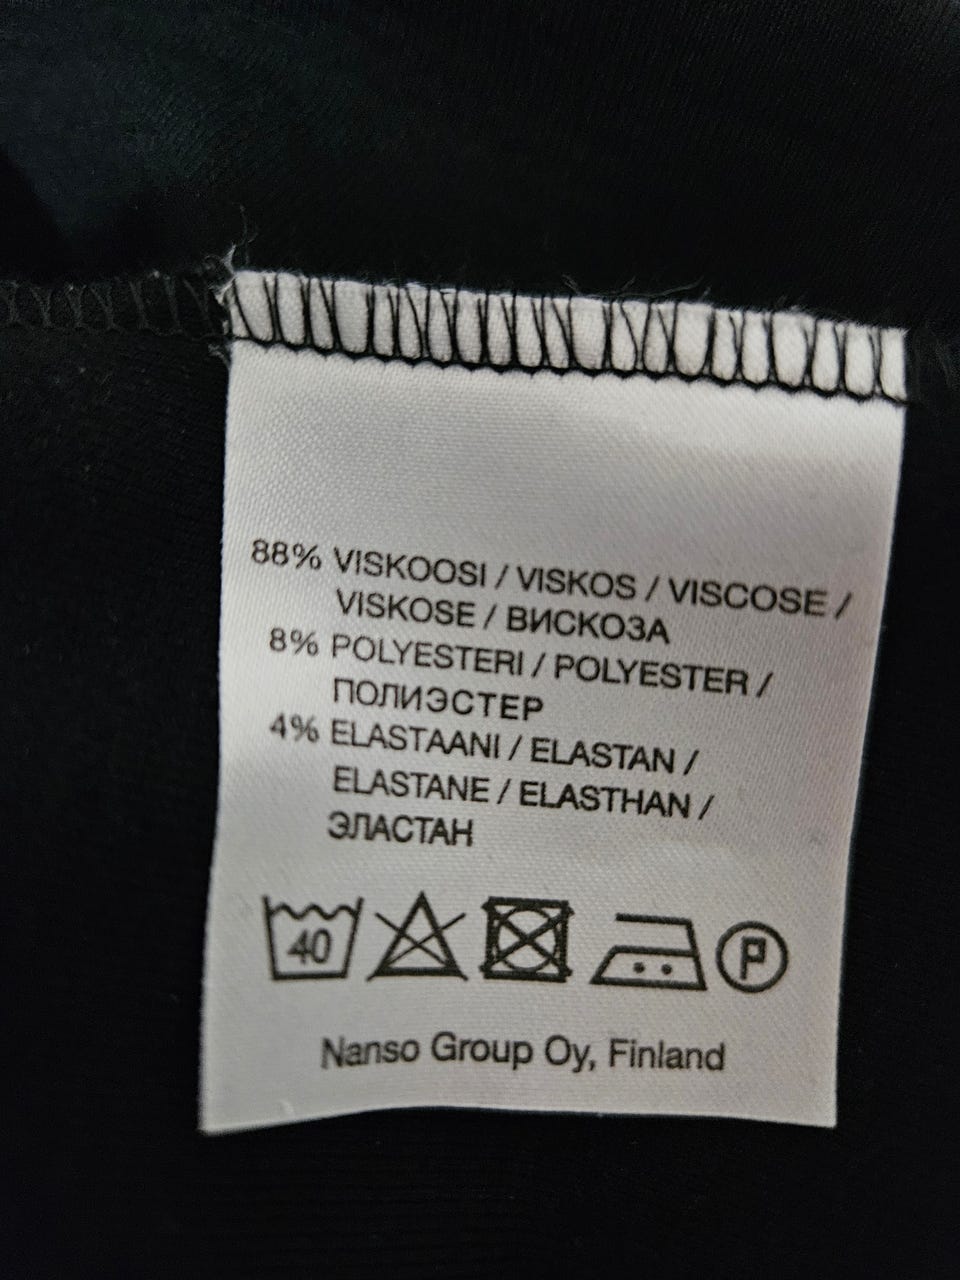 88% VISKOOSI / VISKOS / VISCOSE /
VISKOSE / ВИСКОЗА
8% POLYESTERI / POLYESTER /
ПОЛИЭСТЕР
4% ELASTAANI / ELASTAN /
ELASTANE / ELASTHAN /
ЭЛАСТАН
40
P
Nanso Group Oy, Finland